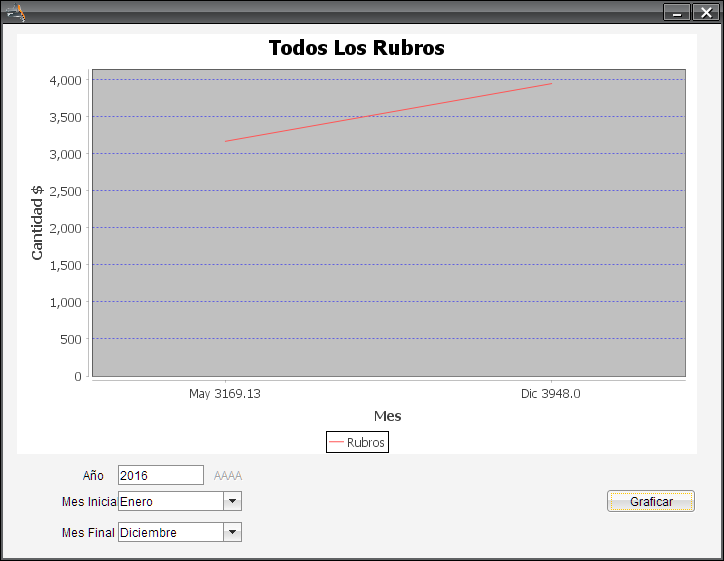 Todos Los Rubros
Cantidad $
4,000
3,500
3,000
2,500
2,000
1,500
1,000
500
0
May 3169.13 Dic 3948.0
Mes
Rubros
Año 2016 AAAA
Mes Inicia Enero Graficar
Mes Final Diciembre